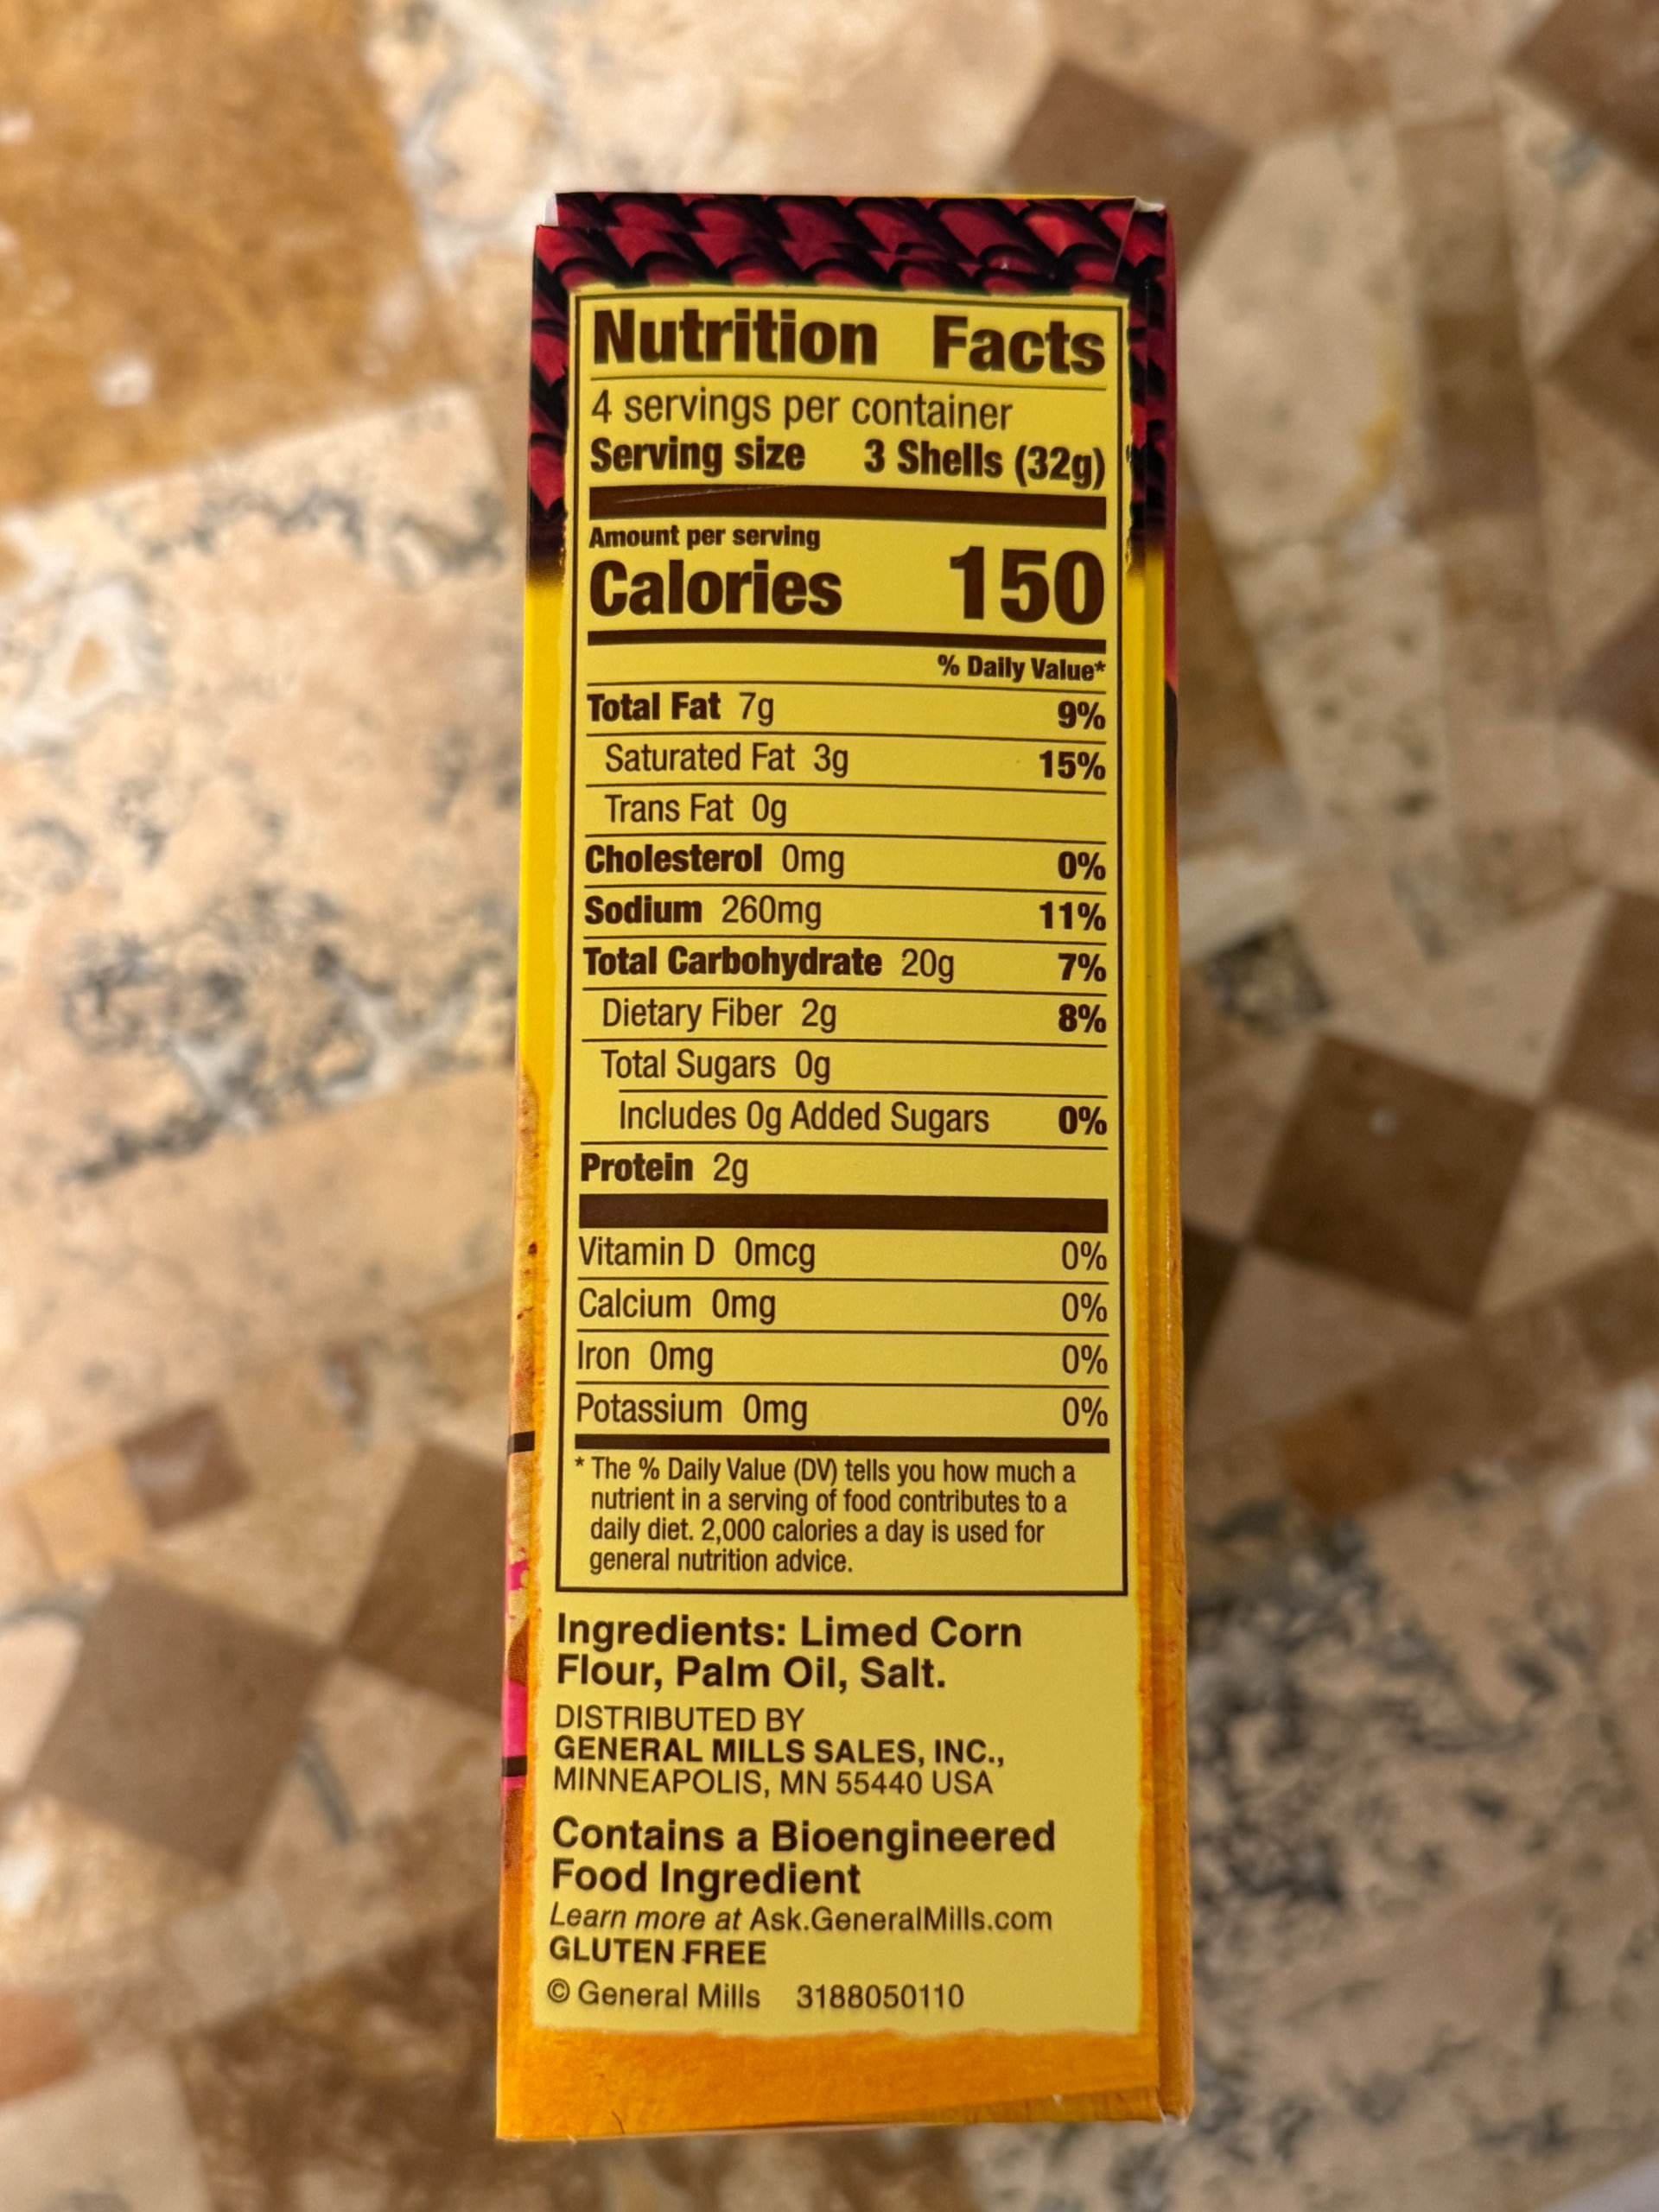 Nutrition Facts
4 servings per container
Serving size 3 Shells (32g)
Amount per serving
Calories 150
% Daily Value*
Total Fat 7g 9%
Saturated Fat 3g 15%
Trans Fat 0g
Cholesterol 0mg 0%
Sodium 260mg 11%
Total Carbohydrate 20g 7%
Dietary Fiber 2g 8%
Total Sugars 0g
Includes 0g Added Sugars 0%
Protein 2g
Vitamin D 0mcg 0%
Calcium 0mg 0%
Iron 0mg 0%
Potassium 0mg 0%
* The % Daily Value (DV) tells you how much a
nutrient in a serving of food contributes to a
daily diet. 2,000 calories a day is used for
general nutrition advice.
Ingredients: Limed Corn
Flour, Palm Oil, Salt.
DISTRIBUTED BY
GENERAL MILLS SALES, INC.,
MINNEAPOLIS, MN 55440 USA
Contains a Bioengineered
Food Ingredient
Learn more at Ask.GeneralMills.com
GLUTEN FREE
© General Mills 3188050110